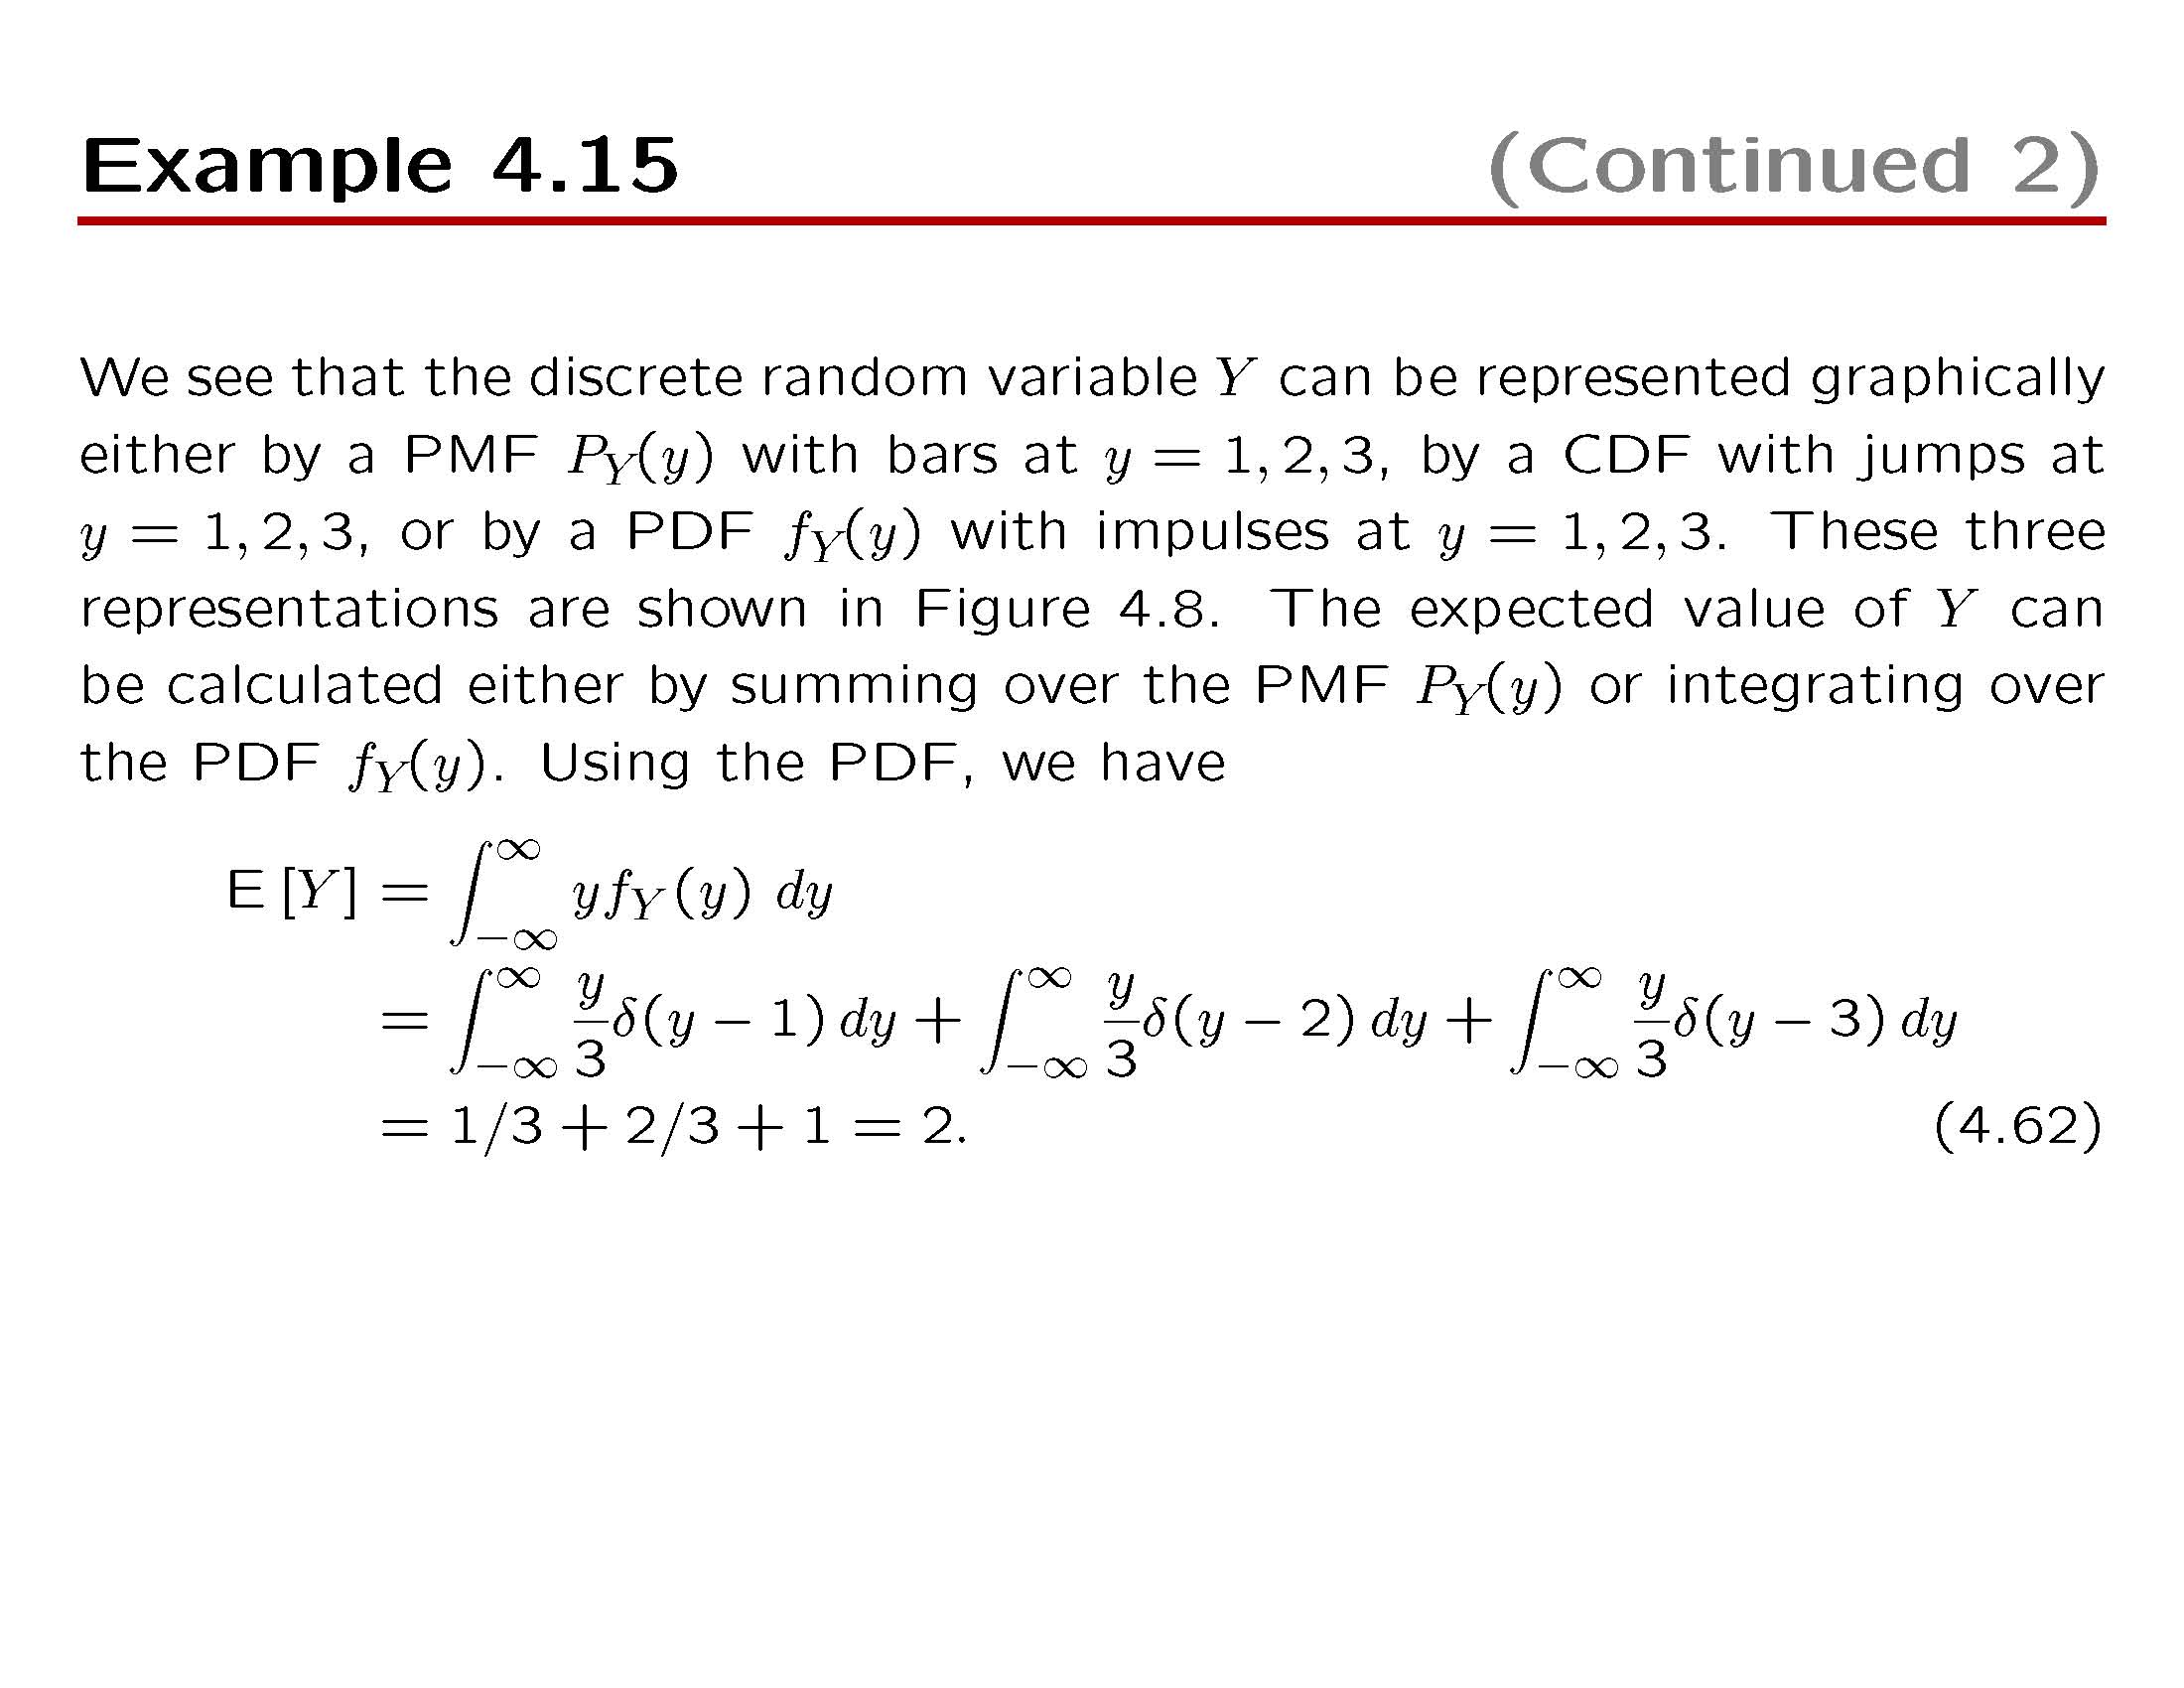 Example 4.15 (Continued 2)
We see that the discrete random variable Y can be represented graphically
either by a PMF P_Y(y) with bars at y = 1, 2, 3, by a CDF with jumps at
y = 1, 2, 3, or by a PDF f_Y(y) with impulses at y = 1, 2, 3. These three
representations are shown in Figure 4.8. The expected value of Y can
be calculated either by summing over the PMF P_Y(y) or integrating over
the PDF f_Y(y). Using the PDF, we have
E [Y] = ∫_{−∞}^{∞} y f_Y(y) dy
= ∫_{−∞}^{∞} y/3 δ(y − 1) dy + ∫_{−∞}^{∞} y/3 δ(y − 2) dy + ∫_{−∞}^{∞} y/3 δ(y − 3) dy
= 1/3 + 2/3 + 1 = 2. (4.62)